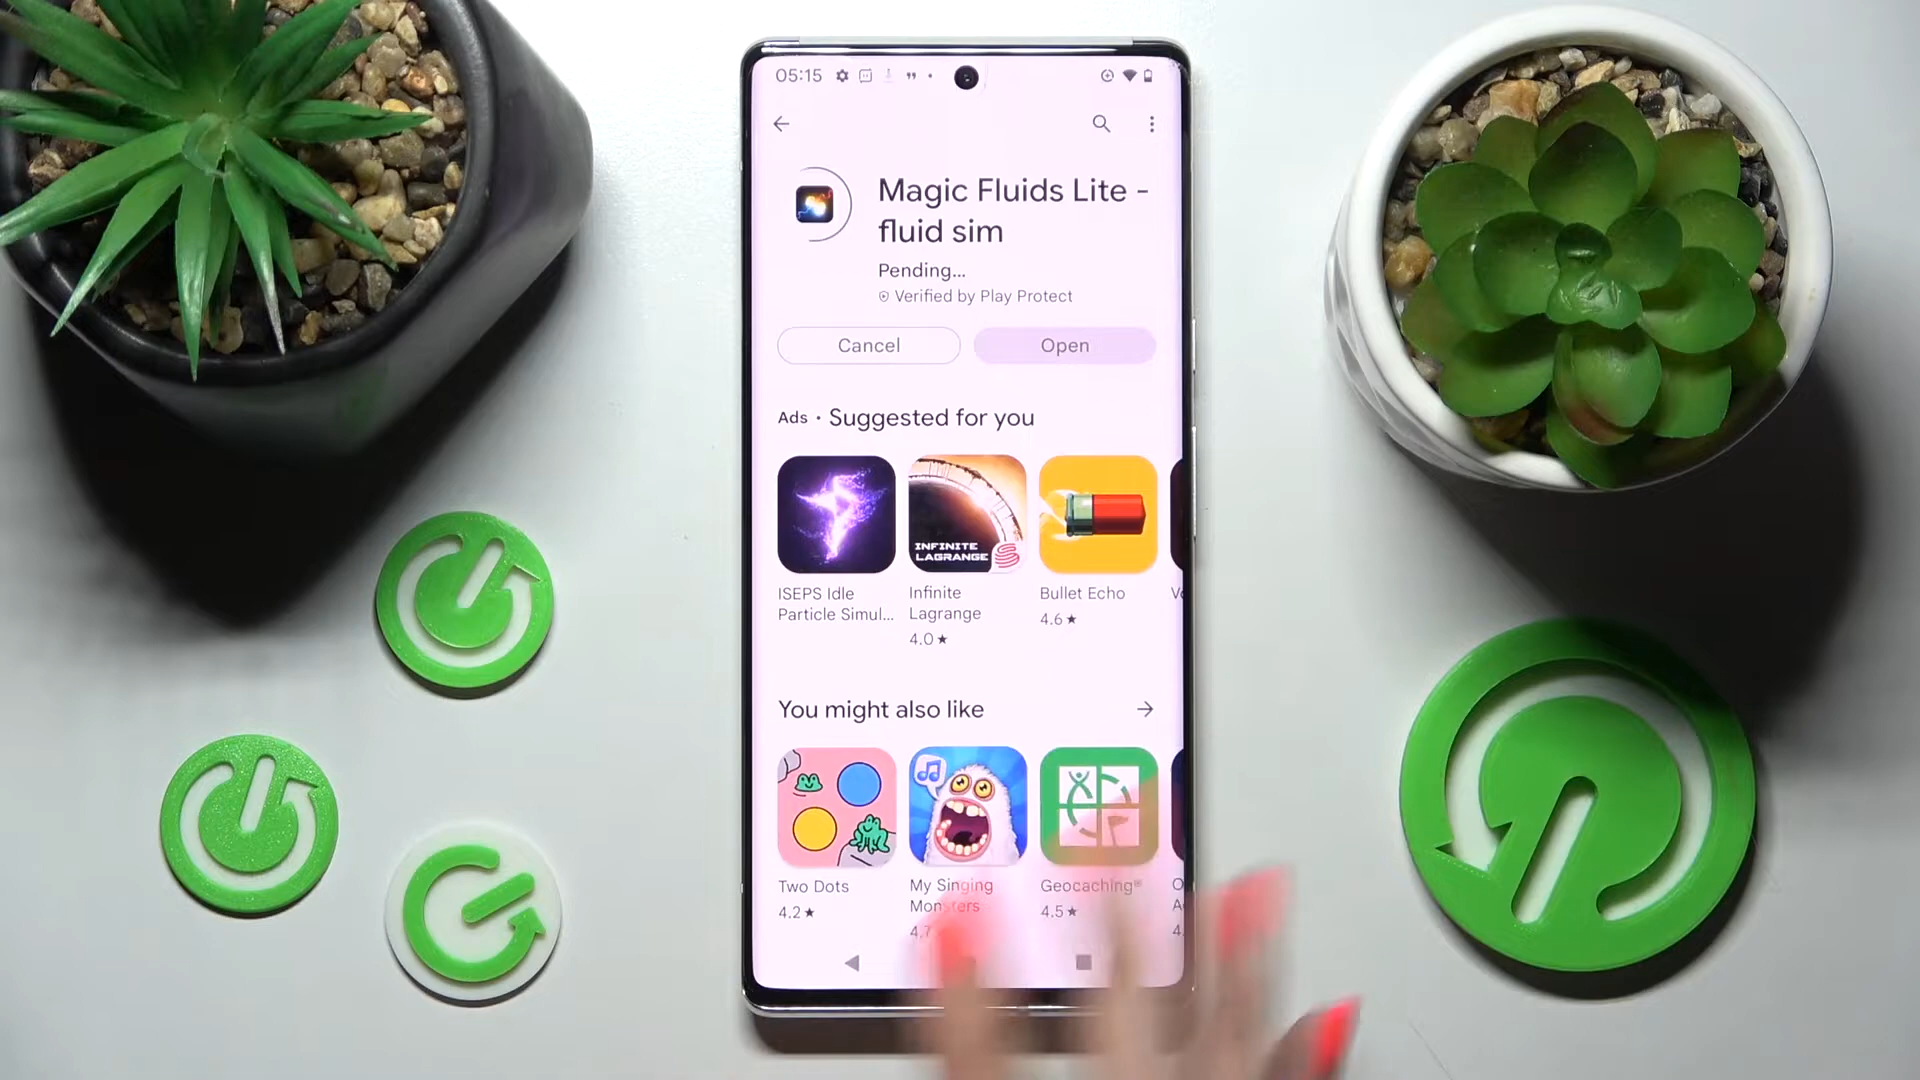 05:15
Magic Fluids Lite -
fluid sim
Pending...
Verified by Play Protect
Cancel
Open
Ads • Suggested for you
INFINITE
LAGRANGE
ISEPS Idle
Particle Simul...
Infinite
Lagrange
4.0★
Bullet Echo
4.6★
You might also like
Two Dots
4.2★
My Singing
Monsters
4.7
Geocaching®
4.5★